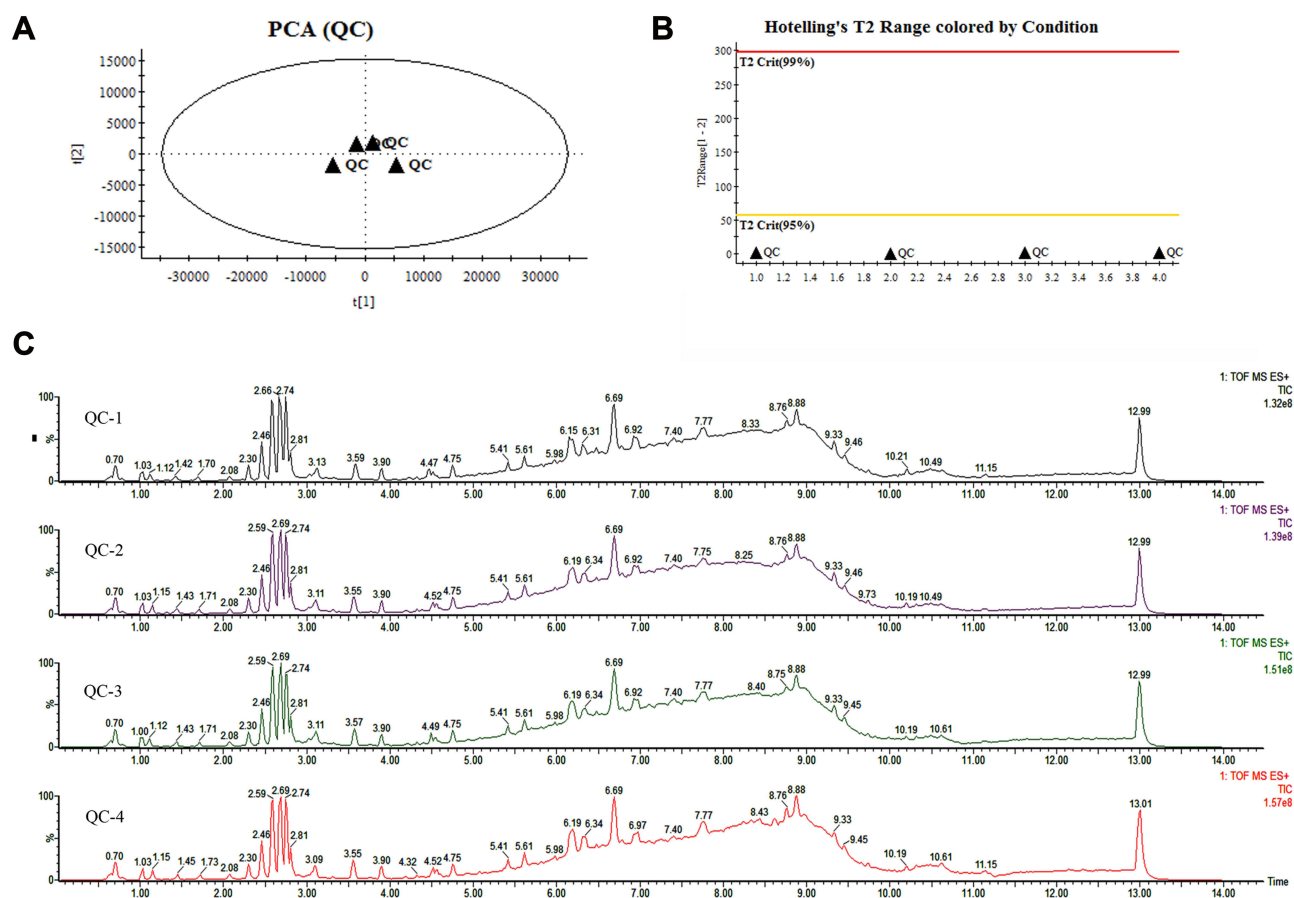 A
PCA (QC)
15000
10000
5000
0
-5000
-10000
-15000
t[2]
QC
QC
QC
QC
-30000 -20000 -10000 0 10000 20000 30000
t[1]
B
Hotelling's T2 Range colored by Condition
300
250
200
150
100
50
0
T2Range[1 - 2]
T2 Crit(99%)
T2 Crit(95%)
QC QC QC QC
1.0 1.2 1.4 1.6 1.8 2.0 2.2 2.4 2.6 2.8 3.0 3.2 3.4 3.6 3.8 4.0
C
1: TOF MS ES+
TIC
1.32e8
QC-1
100
%
0
0.70 1.03 1.12 1.42 1.70 2.08 2.30 2.46 2.66 2.74 2.81 3.13 3.59 3.90 4.47 4.75 5.41 5.61 5.98 6.15 6.31 6.69 6.92 7.40 7.77 8.33 8.76 8.88 9.33 9.46 10.21 10.49 11.15 12.99
1.00 2.00 3.00 4.00 5.00 6.00 7.00 8.00 9.00 10.00 11.00 12.00 13.00 14.00
1: TOF MS ES+
TIC
1.39e8
QC-2
100
%
0
0.70 1.03 1.15 1.43 1.71 2.08 2.30 2.46 2.59 2.69 2.74 2.81 3.11 3.55 3.90 4.52 4.75 5.41 5.61 6.19 6.34 6.69 6.92 7.40 7.75 8.25 8.76 8.88 9.33 9.46 9.73 10.19 10.49 12.99
1.00 2.00 3.00 4.00 5.00 6.00 7.00 8.00 9.00 10.00 11.00 12.00 13.00 14.00
1: TOF MS ES+
TIC
1.51e8
QC-3
100
%
0
0.70 1.00 1.12 1.43 1.71 2.08 2.30 2.46 2.59 2.69 2.74 2.81 3.11 3.57 3.90 4.49 4.75 5.41 5.61 5.98 6.19 6.34 6.69 6.92 7.40 7.77 8.40 8.75 8.88 9.33 9.45 10.19 10.61 12.99
1.00 2.00 3.00 4.00 5.00 6.00 7.00 8.00 9.00 10.00 11.00 12.00 13.00 14.00
1: TOF MS ES+
TIC
1.57e8
QC-4
100
%
0
0.70 1.03 1.15 1.45 1.73 2.08 2.30 2.46 2.59 2.69 2.74 2.81 3.09 3.55 3.90 4.32 4.52 4.75 5.41 5.61 5.98 6.19 6.34 6.69 6.97 7.40 7.77 8.43 8.76 8.88 9.33 9.45 10.19 10.61 11.15 13.01
1.00 2.00 3.00 4.00 5.00 6.00 7.00 8.00 9.00 10.00 11.00 12.00 13.00 14.00
Time